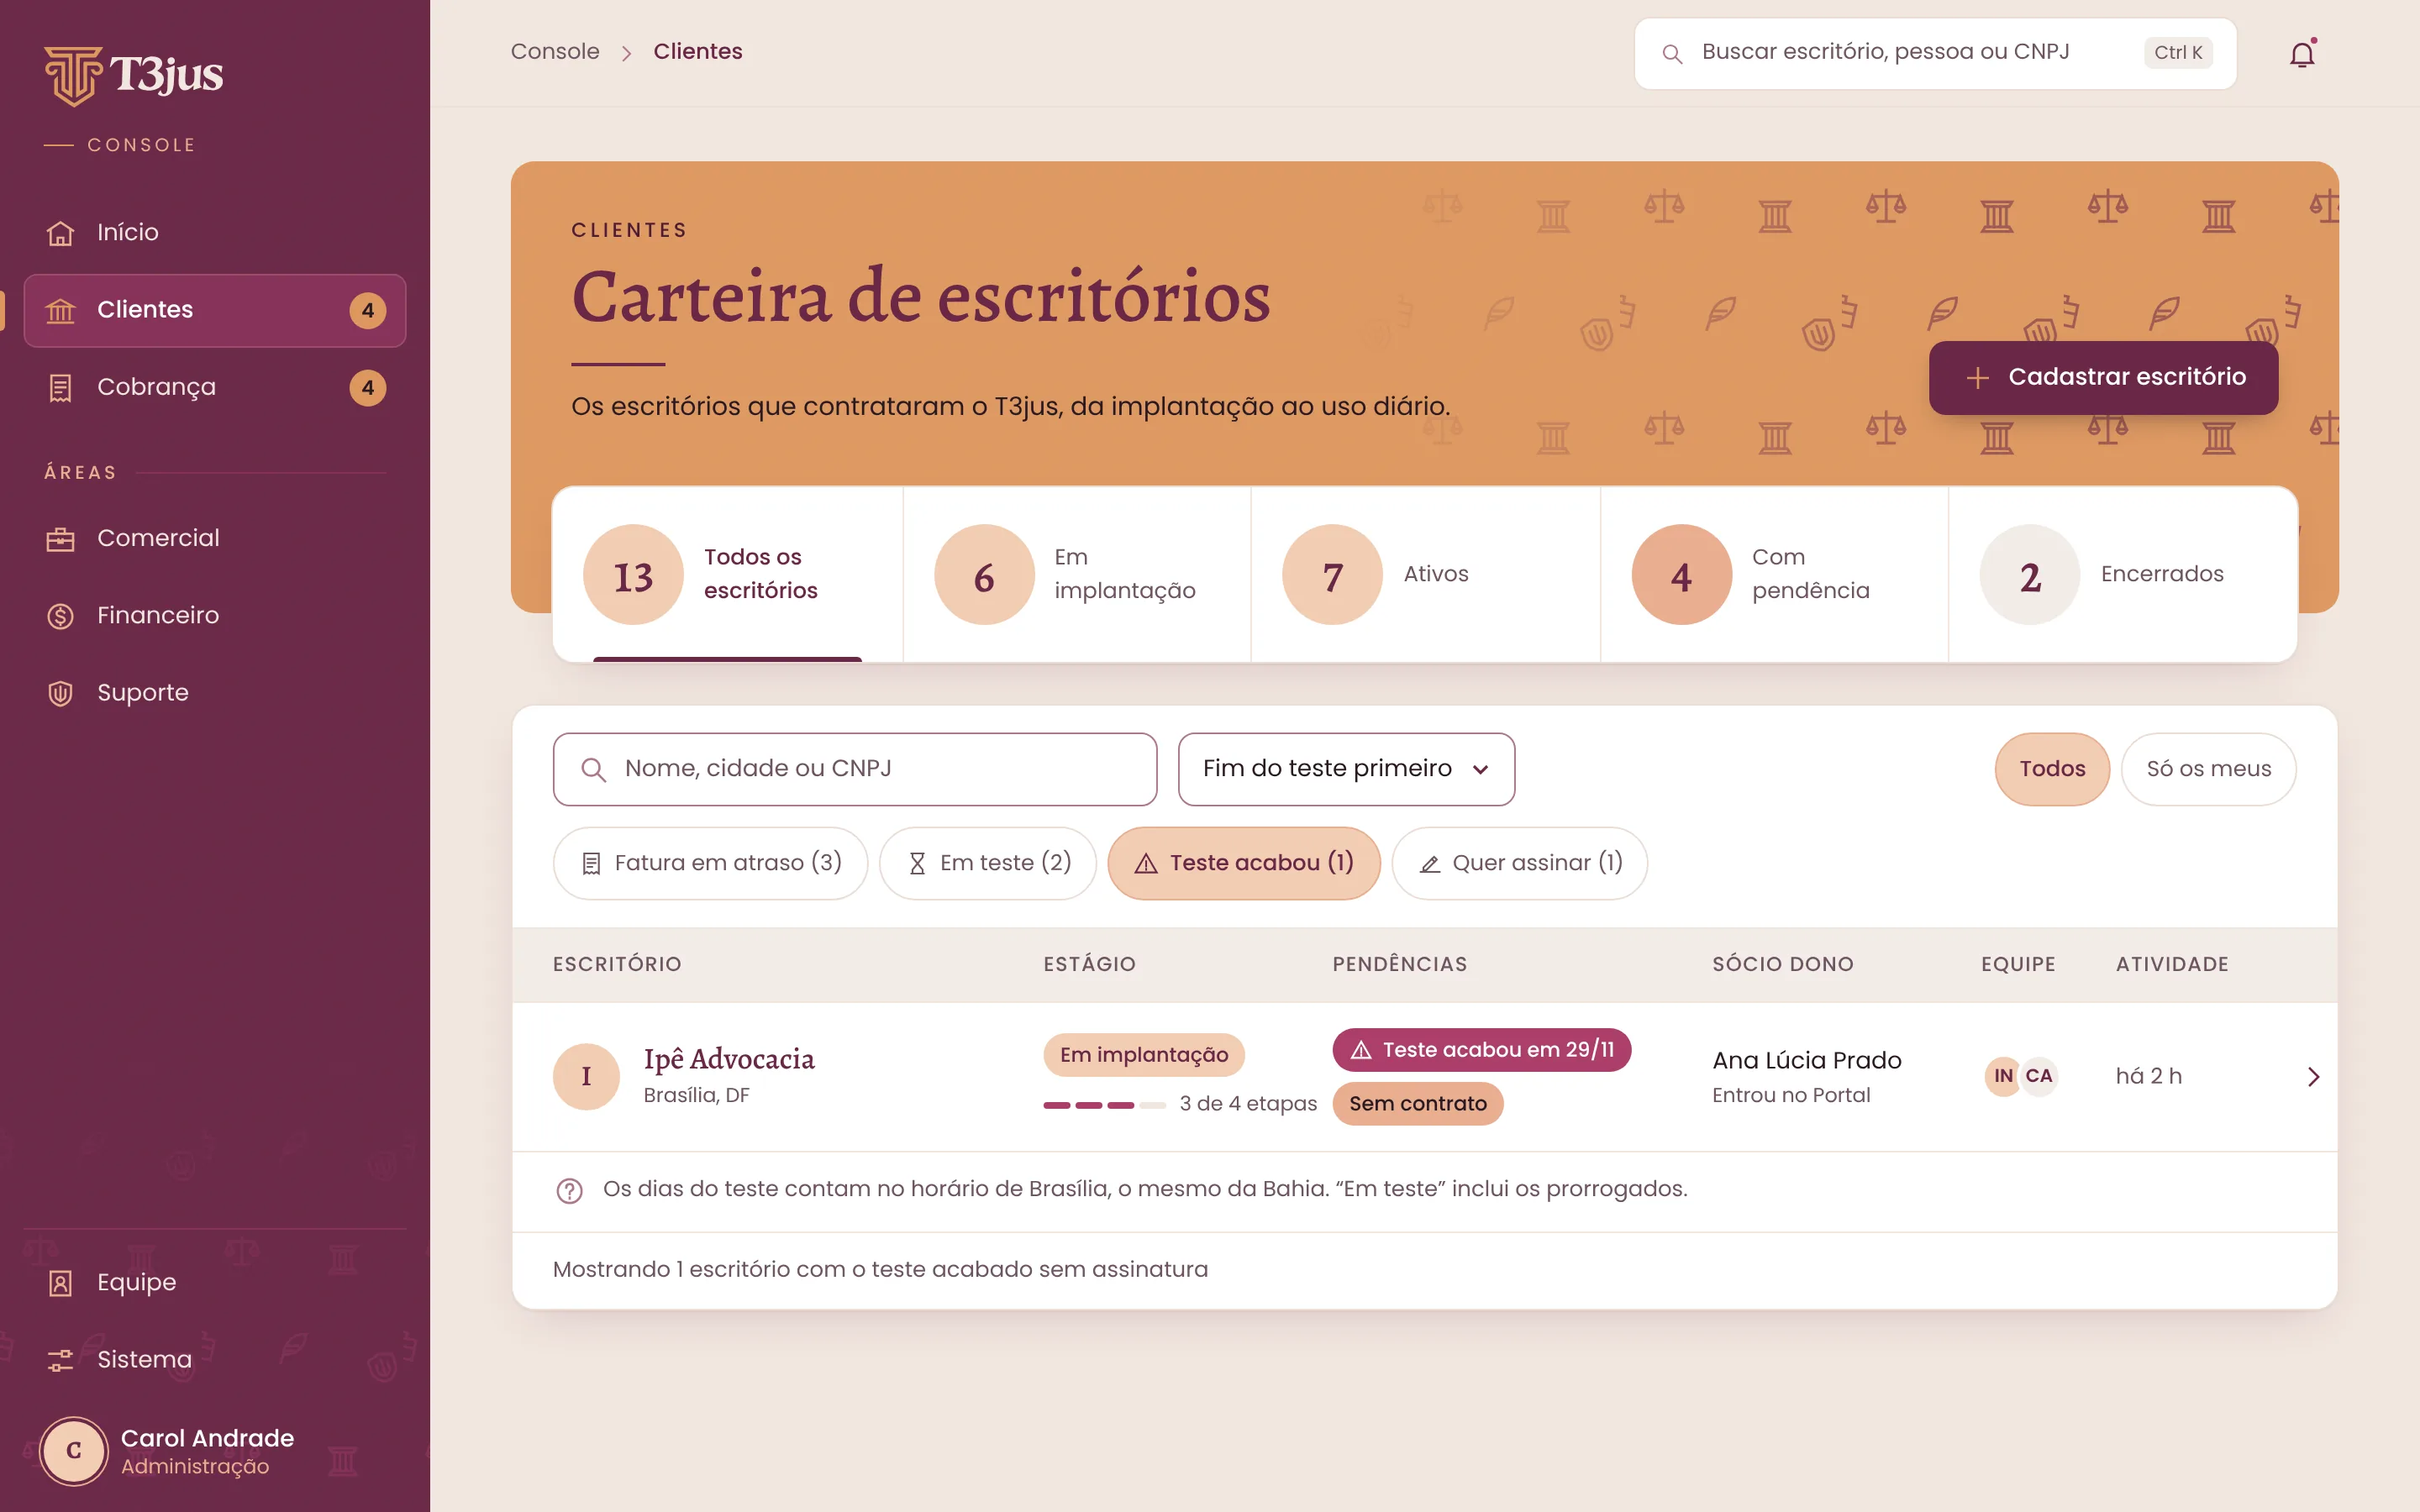 T3jus
CONSOLE
Início
Clientes 4
Cobrança 4
ÁREAS
Comercial
Financeiro
Suporte
Equipe
Sistema
C
Carol Andrade
Administração
Console > Clientes
Buscar escritório, pessoa ou CNPJ Ctrl K
CLIENTES
Carteira de escritórios
Os escritórios que contrataram o T3jus, da implantação ao uso diário.
Cadastrar escritório
13 Todos os
escritórios
6 Em
implantação
7 Ativos
4 Com
pendência
2 Encerrados
Nome, cidade ou CNPJ
Fim do teste primeiro
Todos
Só os meus
Fatura em atraso (3)
Em teste (2)
Teste acabou (1)
Quer assinar (1)
ESCRITÓRIO ESTÁGIO PENDÊNCIAS SÓCIO DONO EQUIPE ATIVIDADE
I
Ipê Advocacia
Brasília, DF
Em implantação
3 de 4 etapas
Teste acabou em 29/11
Sem contrato
Ana Lúcia Prado
Entrou no Portal
IN CA
há 2 h
Os dias do teste contam no horário de Brasília, o mesmo da Bahia. “Em teste” inclui os prorrogados.
Mostrando 1 escritório com o teste acabado sem assinatura